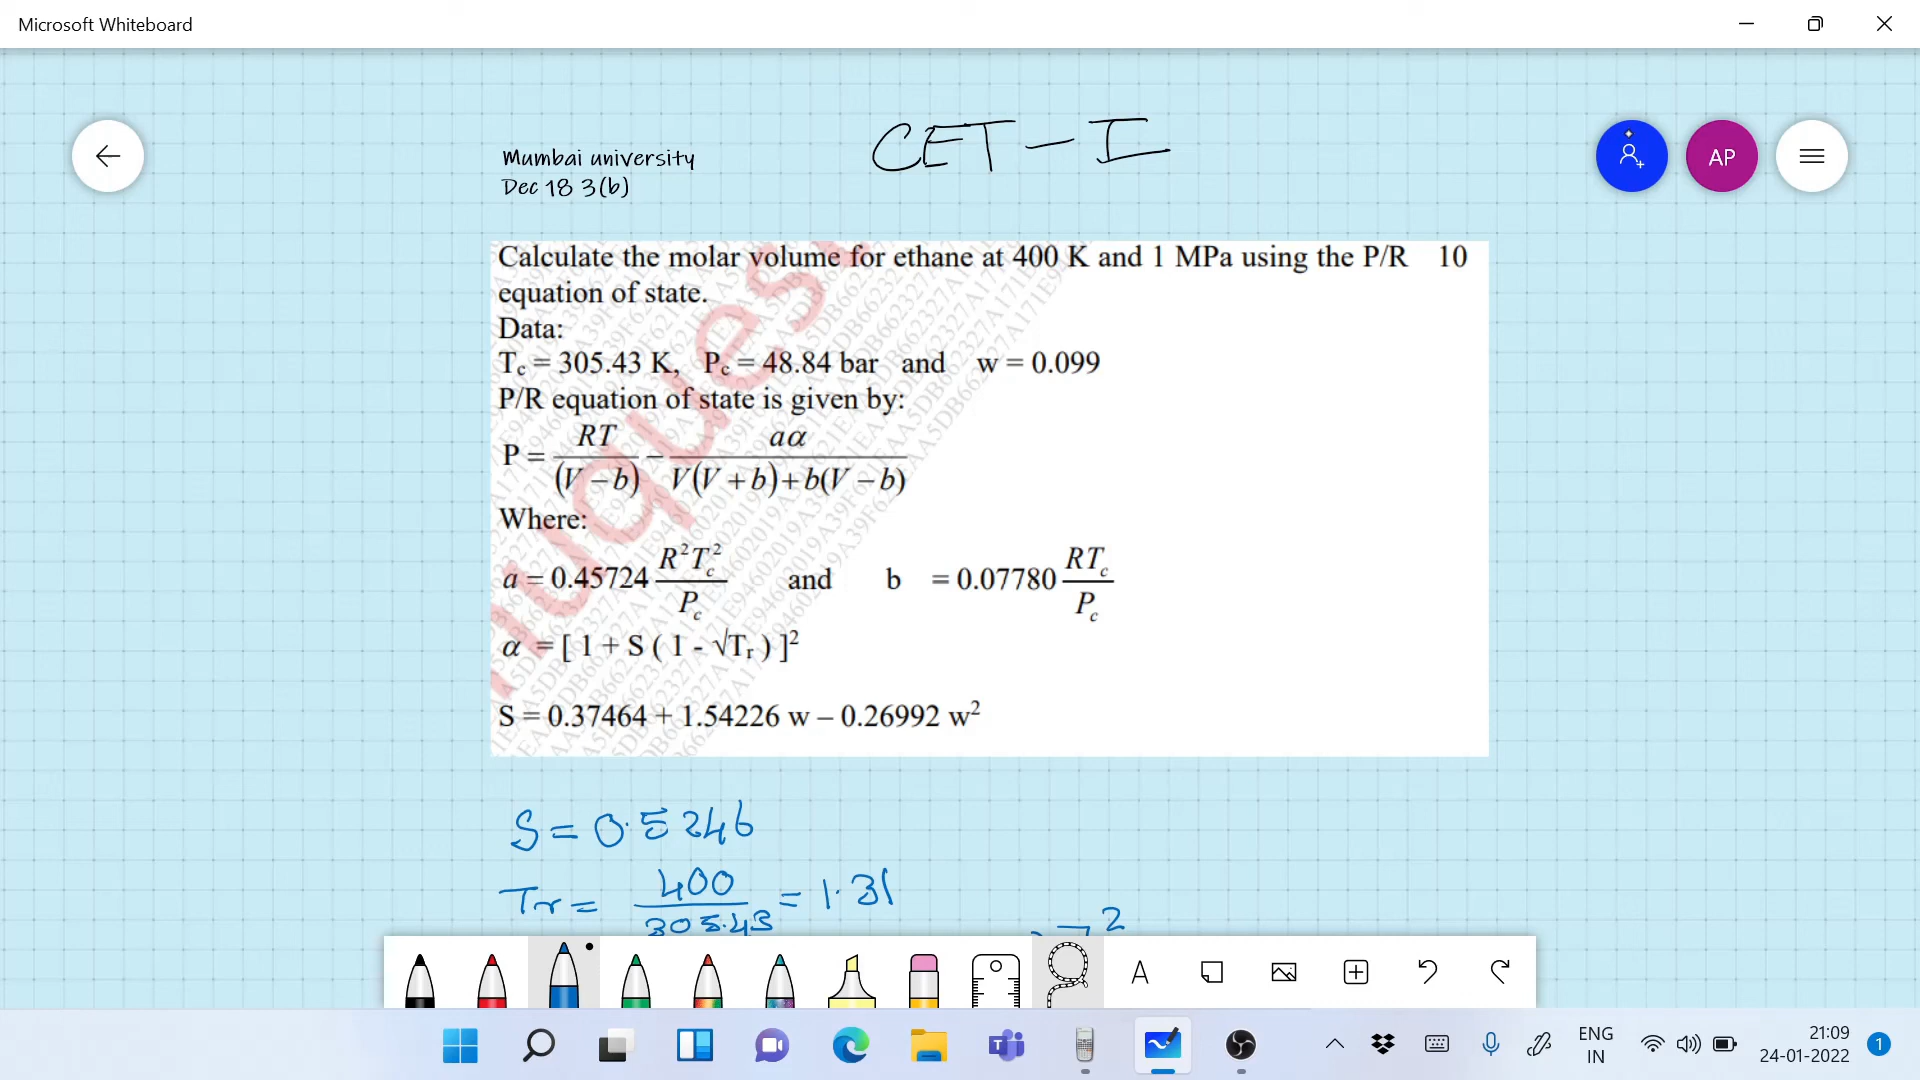 Microsoft Whiteboard
CET - I
Mumbai university
Dec 18 3(b)
AP
Calculate the molar volume for ethane at 400 K and 1 MPa using the P/R 10
equation of state.
Data:
Tc = 305.43 K, Pc = 48.84 bar and w = 0.099
P/R equation of state is given by:
P = RT/(V – b) – aα/V(V + b) + b(V – b)
Where:
a = 0.45724 R²Tc²/Pc and b = 0.07780 RTc/Pc
α = [ 1 + S ( 1 - √Tr ) ]²
S = 0.37464 + 1.54226 w – 0.26992 w²
S = 0.5246
Tr = 400/305.43 = 1.31
2
A
ENG
IN
21:09
24-01-2022
1